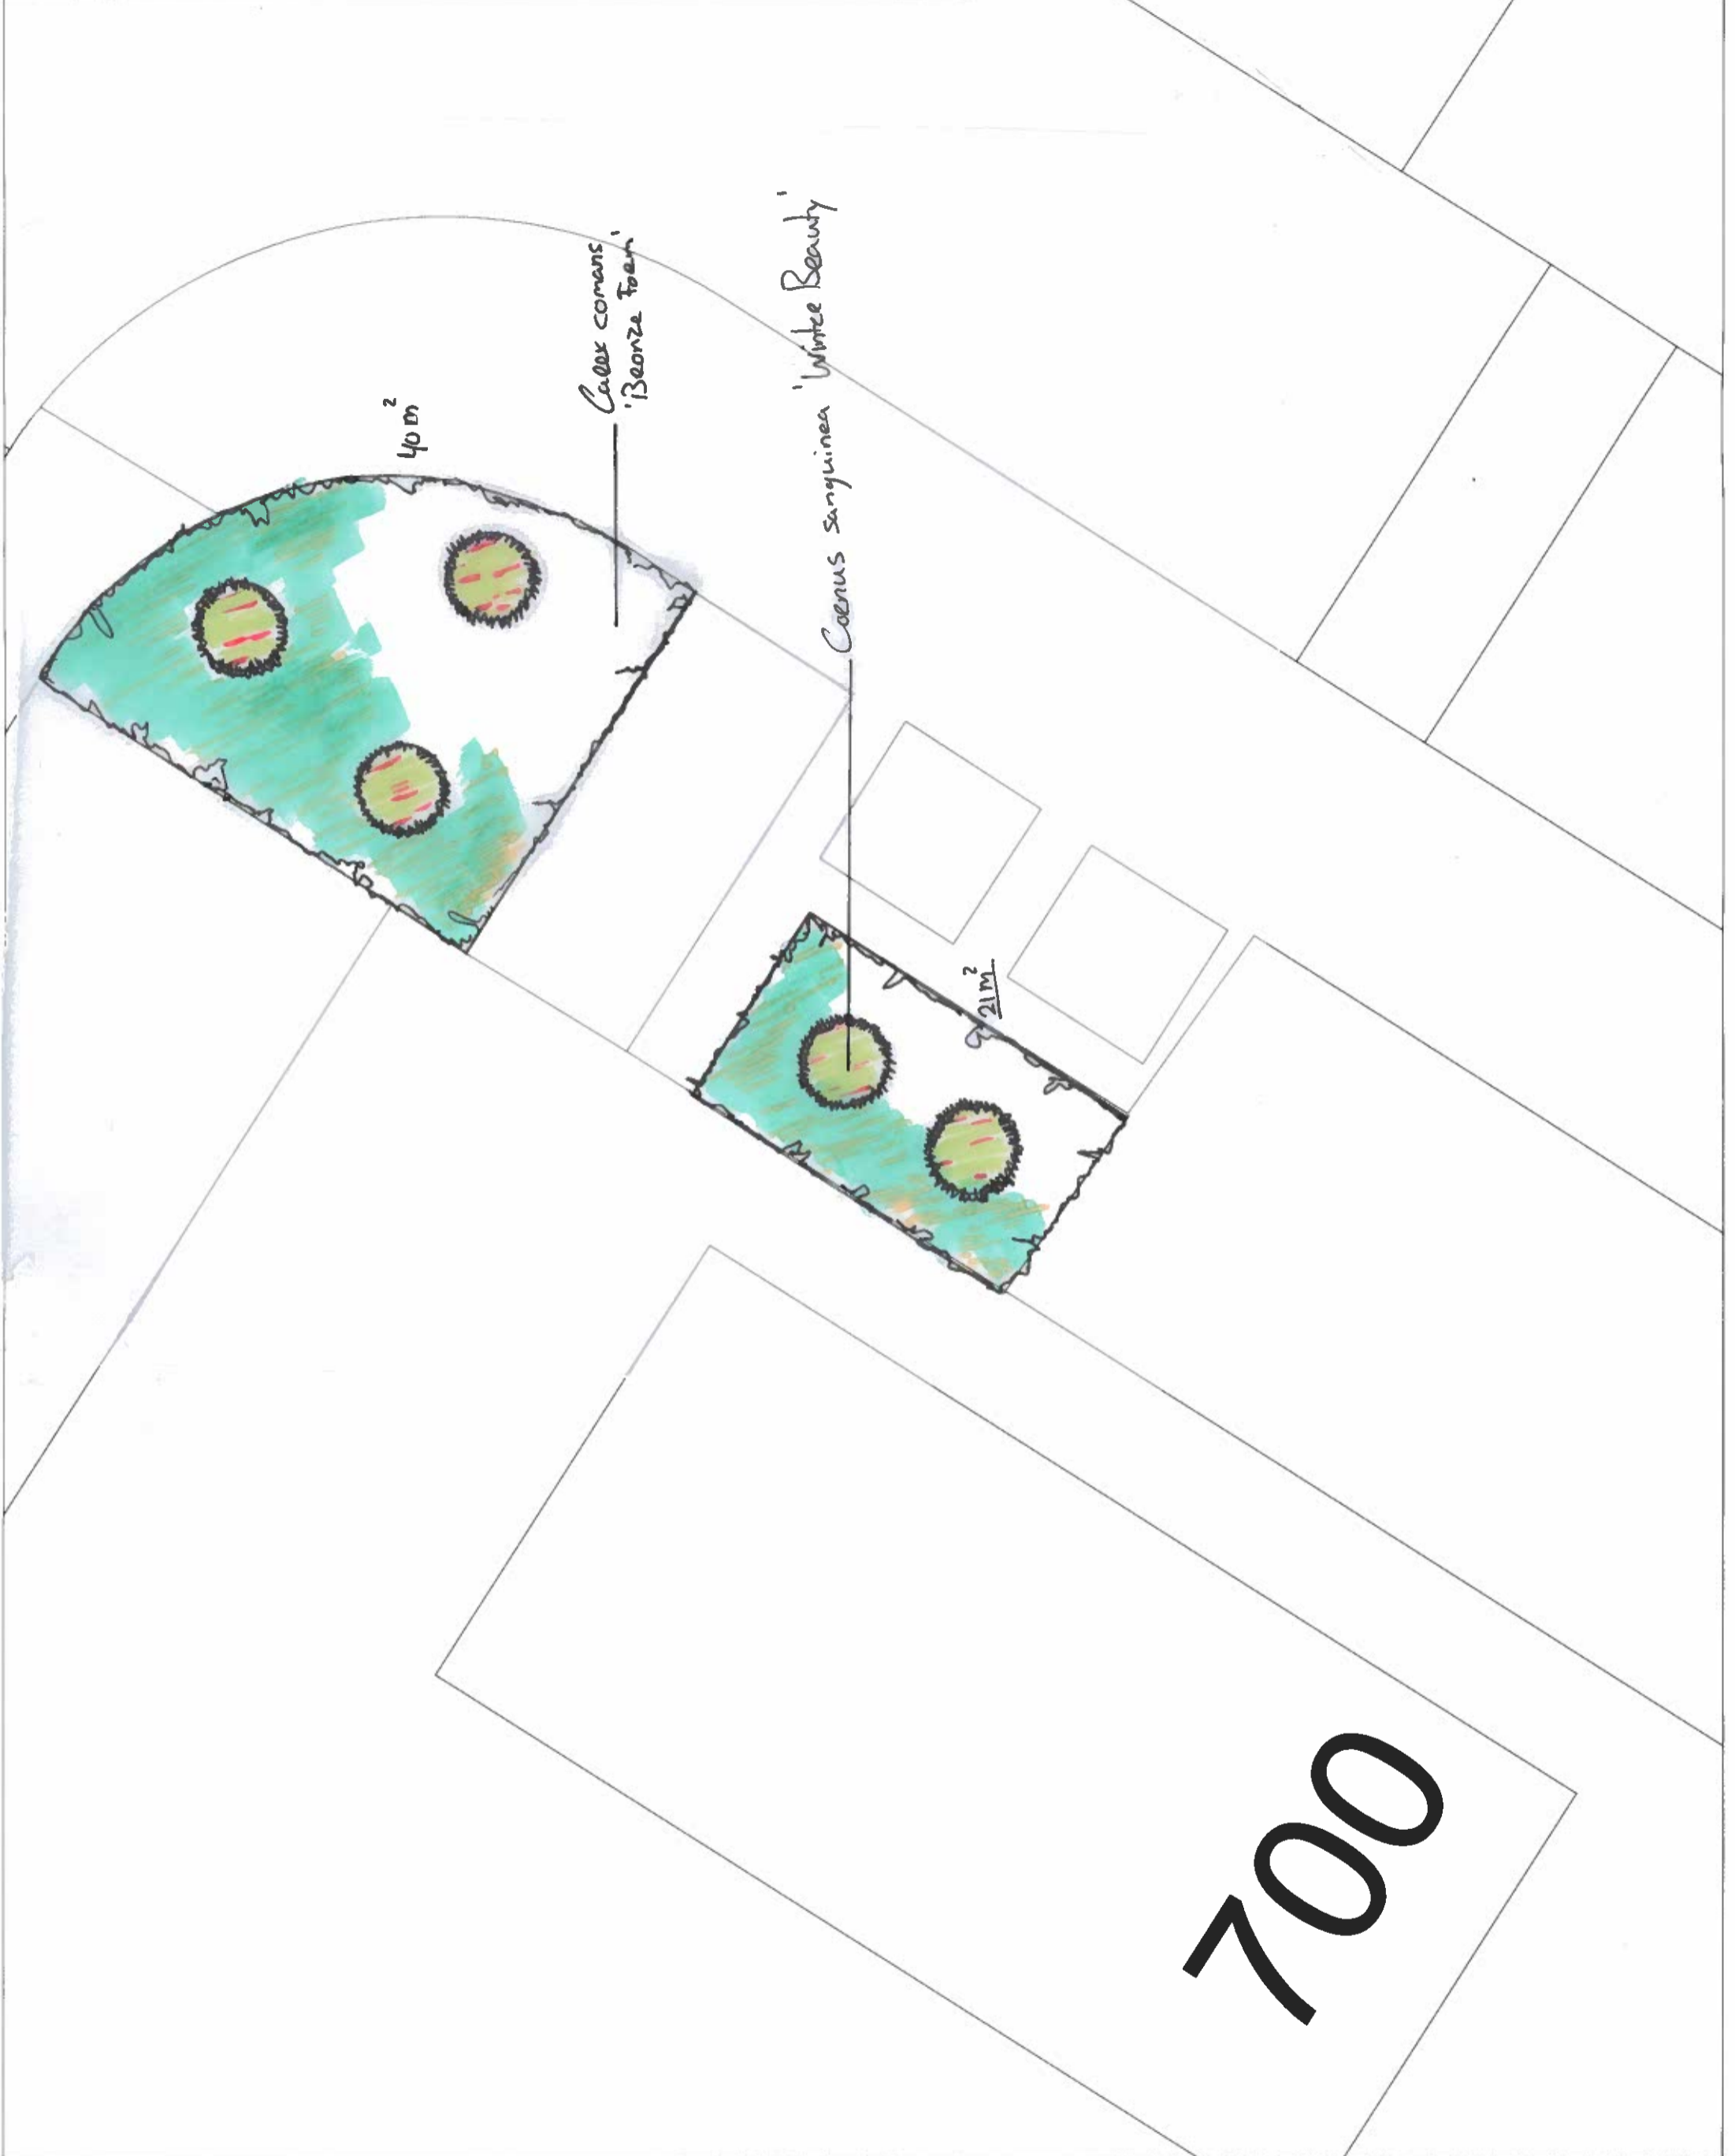 40m²
Carex comans
'Bronze Form'
Cornus sanguinea 'Winter Beauty'
21m²
700